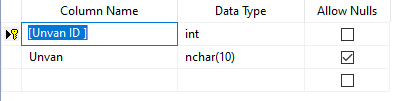 Column Name Data Type Allow Nulls
[Unvan ID ] int
Unvan nchar(10)